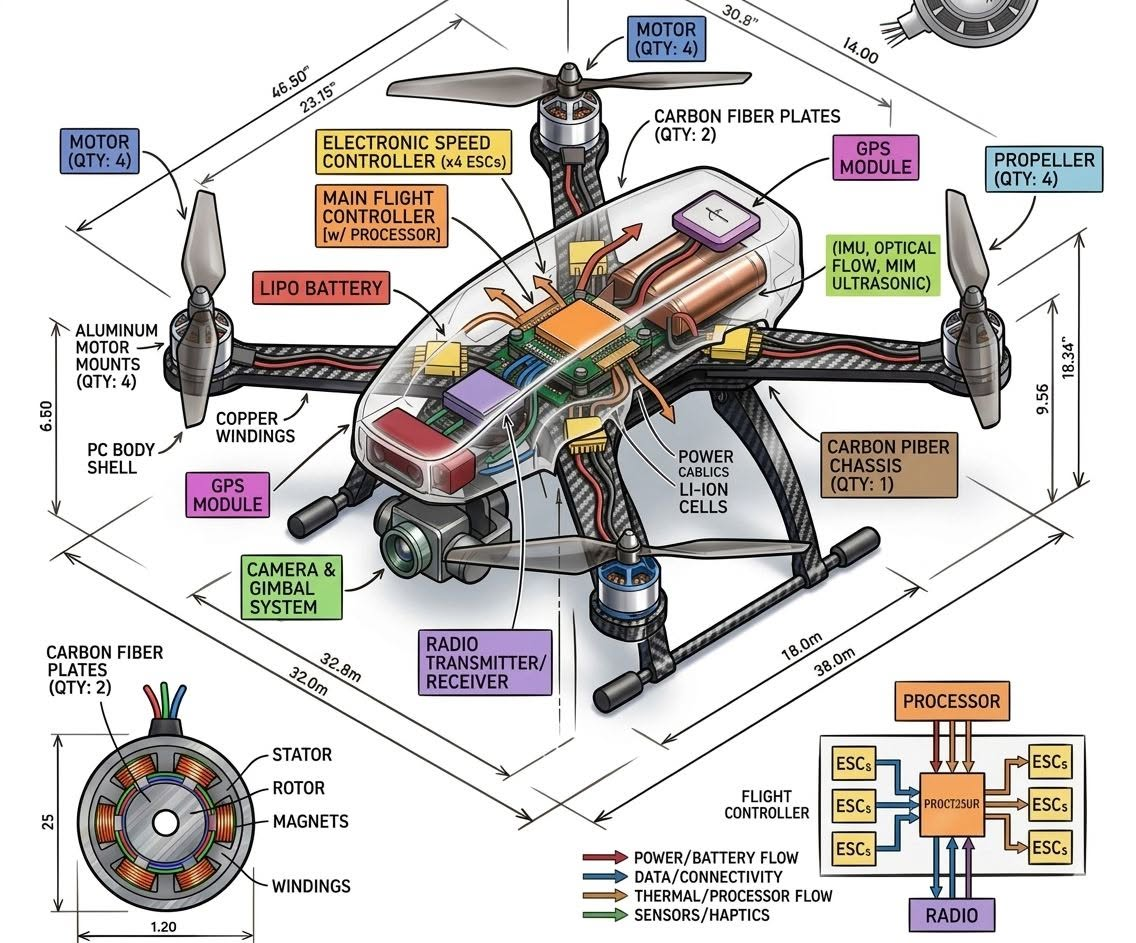 MOTOR
(QTY: 4)
30.8"
14.00
46.50"
23.15"
CARBON FIBER PLATES
(QTY: 2)
MOTOR
(QTY: 4)
ELECTRONIC SPEED
CONTROLLER (x4 ESCs)
GPS
MODULE
PROPELLER
(QTY: 4)
MAIN FLIGHT
CONTROLLER
[w/ PROCESSOR]
(IMU, OPTICAL
FLOW, MIM
ULTRASONIC)
LIPO BATTERY
ALUMINUM
MOTOR
MOUNTS
(QTY: 4)
18.34"
9.56
6.60
COPPER
WINDINGS
PC BODY
SHELL
POWER
CABLICS
LI-ION
CELLS
CARBON PIBER
CHASSIS
(QTY: 1)
GPS
MODULE
CAMERA &
GIMBAL
SYSTEM
RADIO
TRANSMITTER/
RECEIVER
32.8m
32.0m
18.0m
38.0m
CARBON FIBER
PLATES
(QTY: 2)
STATOR
ROTOR
MAGNETS
WINDINGS
25
1.20
PROCESSOR
ESCs
ESCs
ESCs
ESCs
ESCs
ESCs
PROCT25UR
FLIGHT
CONTROLLER
RADIO
POWER/BATTERY FLOW
DATA/CONNECTIVITY
THERMAL/PROCESSOR FLOW
SENSORS/HAPTICS